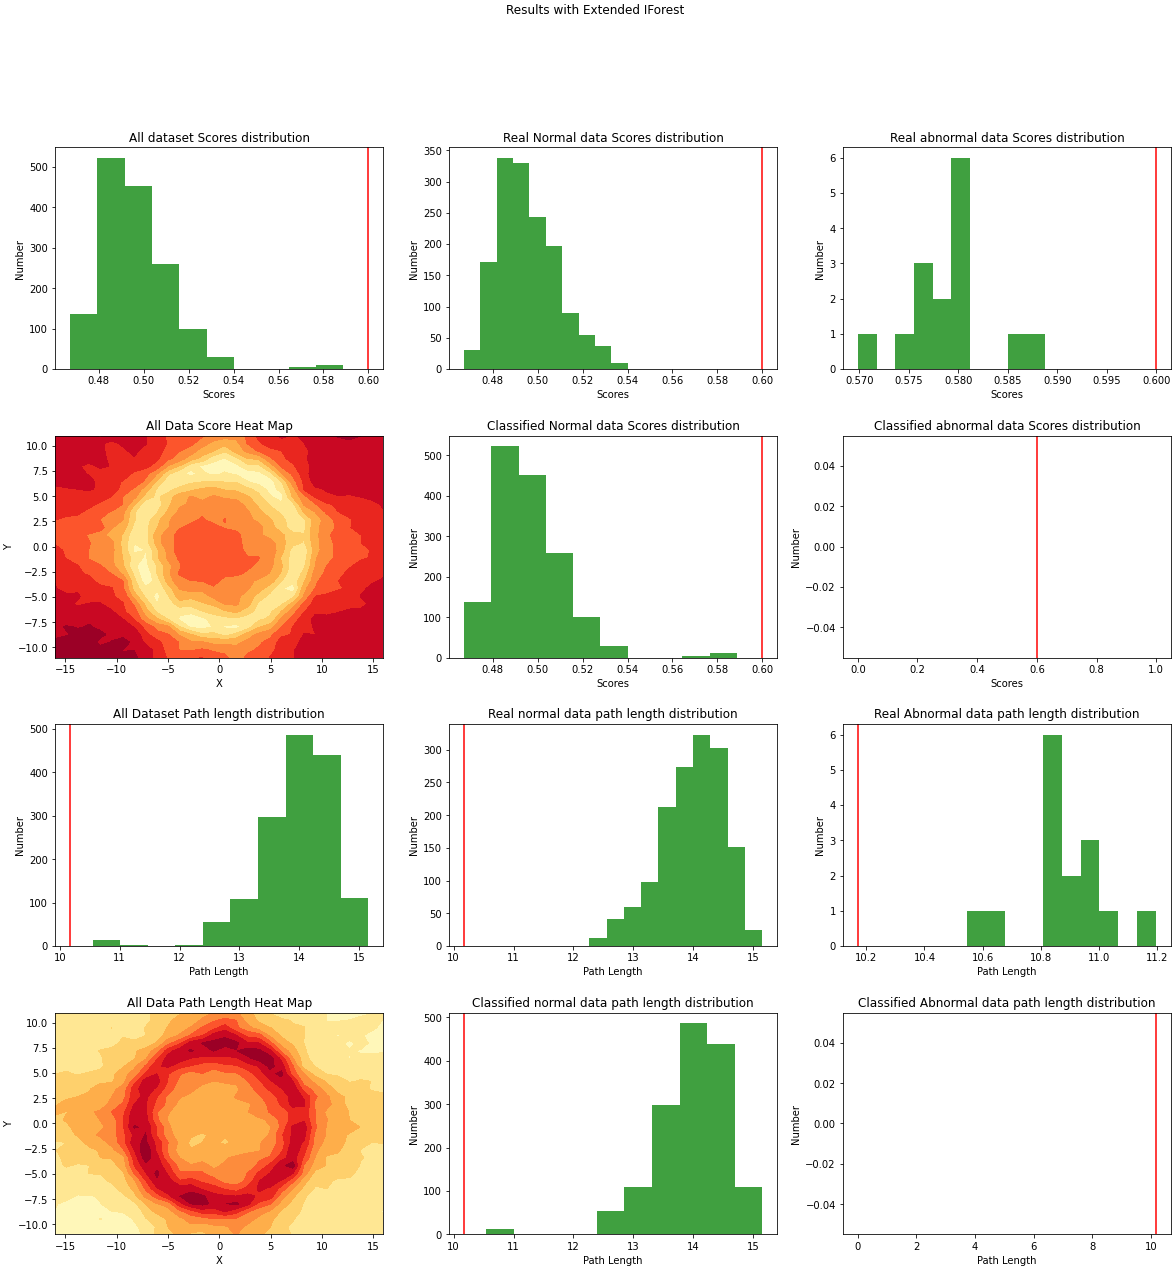 Results with Extended IForest
All dataset Scores distribution
Number
500
400
300
200
100
0
0.48 0.50 0.52 0.54 0.56 0.58 0.60
Scores
Real Normal data Scores distribution
Number
350
300
250
200
150
100
50
0
0.48 0.50 0.52 0.54 0.56 0.58 0.60
Scores
Real abnormal data Scores distribution
Number
6
5
4
3
2
1
0
0.570 0.575 0.580 0.585 0.590 0.595 0.600
Scores
All Data Score Heat Map
Y
10.0
7.5
5.0
2.5
0.0
−2.5
−5.0
−7.5
−10.0
−15 −10 −5 0 5 10 15
X
Classified Normal data Scores distribution
Number
500
400
300
200
100
0
0.48 0.50 0.52 0.54 0.56 0.58 0.60
Scores
Classified abnormal data Scores distribution
Number
0.04
0.02
0.00
−0.02
−0.04
0.0 0.2 0.4 0.6 0.8 1.0
Scores
All Dataset Path length distribution
Number
500
400
300
200
100
0
10 11 12 13 14 15
Path Length
Real normal data path length distribution
Number
300
250
200
150
100
50
0
10 11 12 13 14 15
Path Length
Real Abnormal data path length distribution
Number
6
5
4
3
2
1
0
10.2 10.4 10.6 10.8 11.0 11.2
Path Length
All Data Path Length Heat Map
Y
10.0
7.5
5.0
2.5
0.0
−2.5
−5.0
−7.5
−10.0
−15 −10 −5 0 5 10 15
X
Classified normal data path length distribution
Number
500
400
300
200
100
0
10 11 12 13 14 15
Path Length
Classified Abnormal data path length distribution
Number
0.04
0.02
0.00
−0.02
−0.04
0 2 4 6 8 10
Path Length